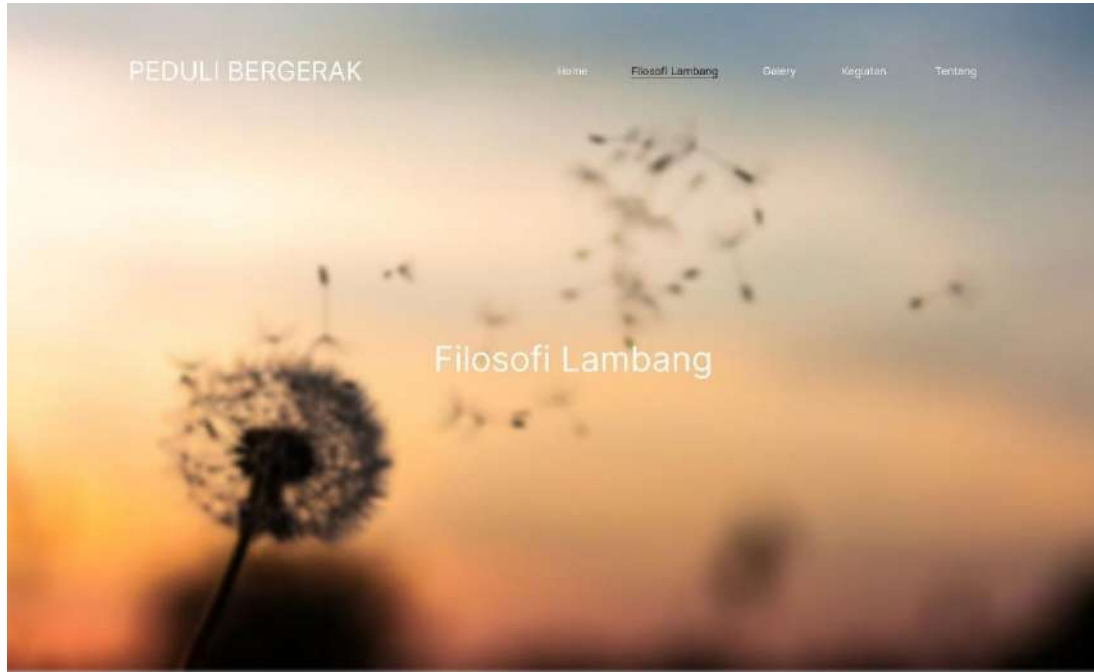 PEDULI BERGERAK
Home Filosofi Lambang Galery Kegiatan Tentang
Filosofi Lambang